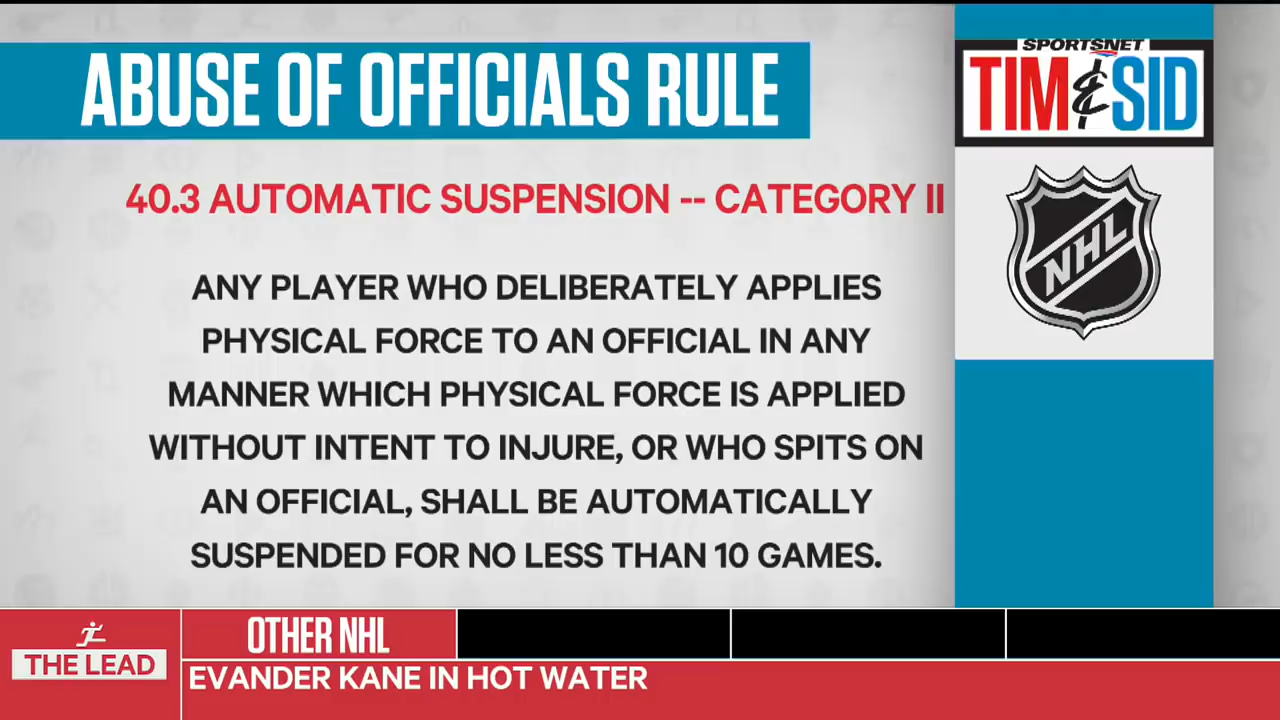 ABUSE OF OFFICIALS RULE
SPORTSNET
TIM & SID
NHL
40.3 AUTOMATIC SUSPENSION -- CATEGORY II
ANY PLAYER WHO DELIBERATELY APPLIES
PHYSICAL FORCE TO AN OFFICIAL IN ANY
MANNER WHICH PHYSICAL FORCE IS APPLIED
WITHOUT INTENT TO INJURE, OR WHO SPITS ON
AN OFFICIAL, SHALL BE AUTOMATICALLY
SUSPENDED FOR NO LESS THAN 10 GAMES.
THE LEAD
OTHER NHL
EVANDER KANE IN HOT WATER